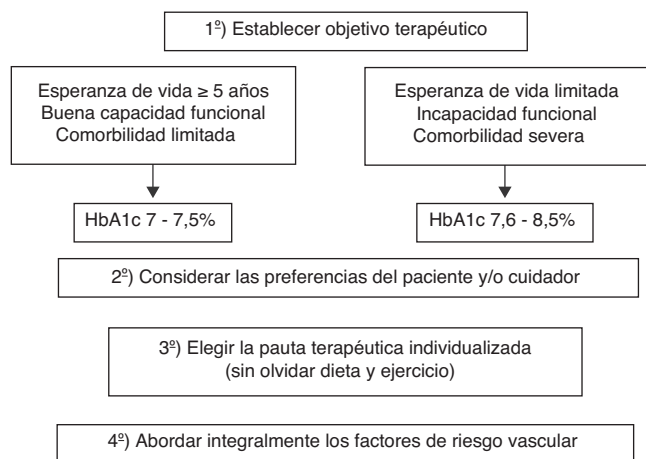 1º) Establecer objetivo terapéutico
Esperanza de vida ≥ 5 años
Buena capacidad funcional
Comorbilidad limitada
Esperanza de vida limitada
Incapacidad funcional
Comorbilidad severa
HbA1c 7 - 7,5%
HbA1c 7,6 - 8,5%
2º) Considerar las preferencias del paciente y/o cuidador
3º) Elegir la pauta terapéutica individualizada
(sin olvidar dieta y ejercicio)
4º) Abordar integralmente los factores de riesgo vascular